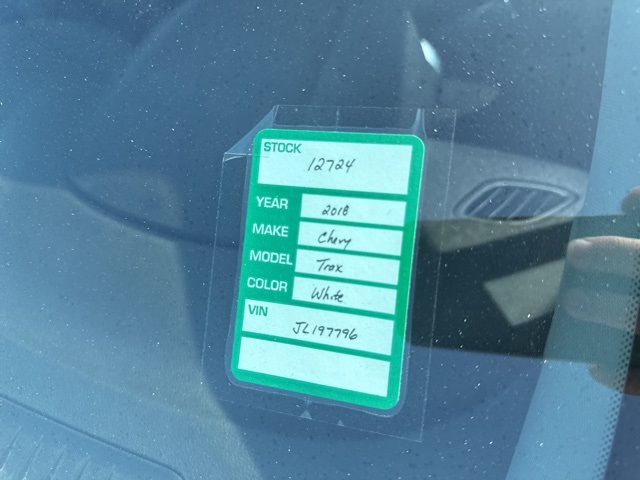 STOCK
12724
YEAR 2018
MAKE Chevy
MODEL Trax
COLOR White
VIN
JL197796